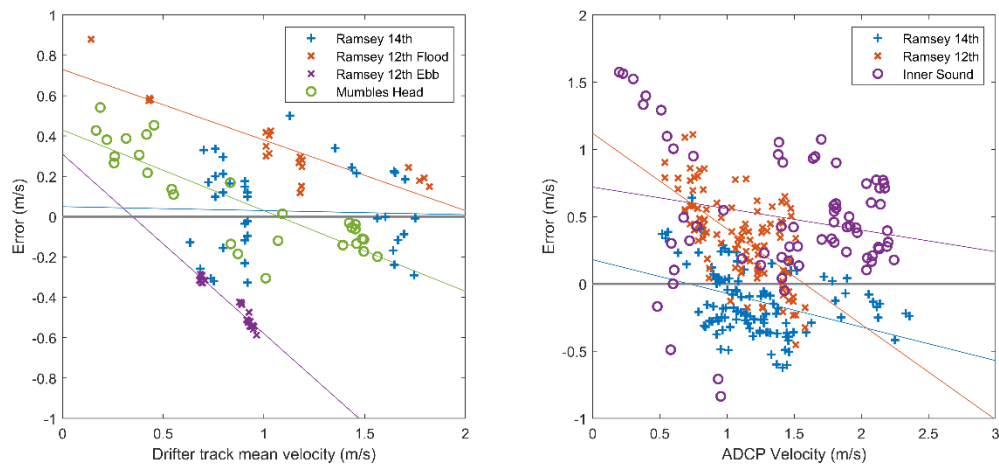 1
0.8
0.6
0.4
0.2
0
-0.2
-0.4
-0.6
-0.8
-1
Error (m/s)
0 0.5 1 1.5 2
Drifter track mean velocity (m/s)
Ramsey 14th
Ramsey 12th Flood
Ramsey 12th Ebb
Mumbles Head
2
1.5
1
0.5
0
-0.5
-1
Error (m/s)
0 0.5 1 1.5 2 2.5 3
ADCP Velocity (m/s)
Ramsey 14th
Ramsey 12th
Inner Sound